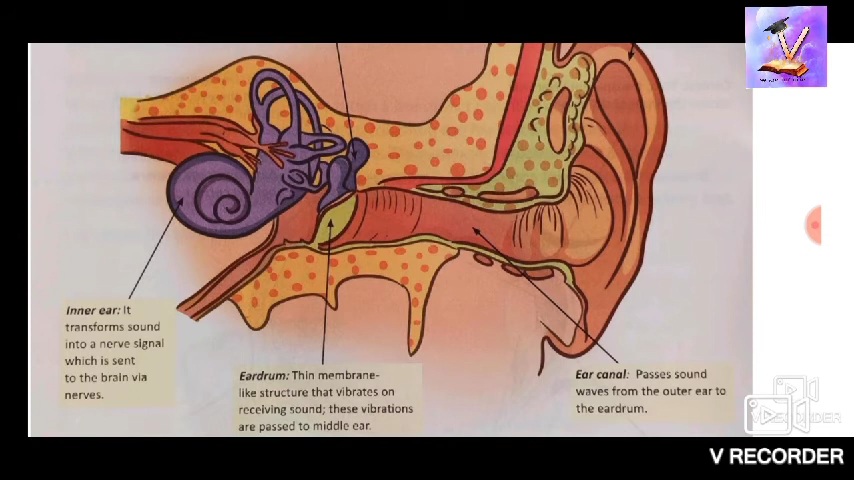 Inner ear: It
transforms sound
into a nerve signal
which is sent
to the brain via
nerves.
Eardrum: Thin membrane-
like structure that vibrates on
receiving sound; these vibrations
are passed to middle ear.
Ear canal: Passes sound
waves from the outer ear to
the eardrum.
V RECORDER
V RECORDER